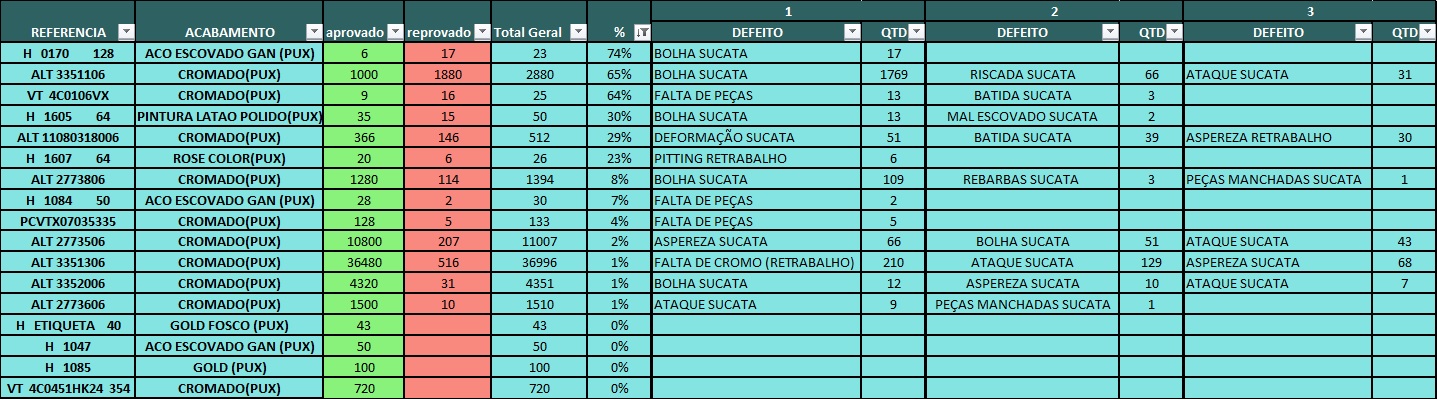 1 2 3
REFERENCIA ACABAMENTO aprovado reprovado Total Geral % DEFEITO QTD DEFEITO QTD DEFEITO QTD
H 0170 128 ACO ESCOVADO GAN (PUX) 6 17 23 74% BOLHA SUCATA 17
ALT 3351106 CROMADO(PUX) 1000 1880 2880 65% BOLHA SUCATA 1769 RISCADA SUCATA 66 ATAQUE SUCATA 31
VT 4C0106VX CROMADO(PUX) 9 16 25 64% FALTA DE PEÇAS 13 BATIDA SUCATA 3
H 1605 64 PINTURA LATAO POLIDO(PUX) 35 15 50 30% BOLHA SUCATA 13 MAL ESCOVADO SUCATA 2
ALT 11080318006 CROMADO(PUX) 366 146 512 29% DEFORMAÇÃO SUCATA 51 BATIDA SUCATA 39 ASPEREZA RETRABALHO 30
H 1607 64 ROSE COLOR(PUX) 20 6 26 23% PITTING RETRABALHO 6
ALT 2773806 CROMADO(PUX) 1280 114 1394 8% BOLHA SUCATA 109 REBARBAS SUCATA 3 PEÇAS MANCHADAS SUCATA 1
H 1084 50 ACO ESCOVADO GAN (PUX) 28 2 30 7% FALTA DE PEÇAS 2
PCVTX07035335 CROMADO(PUX) 128 5 133 4% FALTA DE PEÇAS 5
ALT 2773506 CROMADO(PUX) 10800 207 11007 2% ASPEREZA SUCATA 66 BOLHA SUCATA 51 ATAQUE SUCATA 43
ALT 3351306 CROMADO(PUX) 36480 516 36996 1% FALTA DE CROMO (RETRABALHO) 210 ATAQUE SUCATA 129 ASPEREZA SUCATA 68
ALT 3352006 CROMADO(PUX) 4320 31 4351 1% BOLHA SUCATA 12 ASPEREZA SUCATA 10 ATAQUE SUCATA 7
ALT 2773606 CROMADO(PUX) 1500 10 1510 1% ATAQUE SUCATA 9 PEÇAS MANCHADAS SUCATA 1
H ETIQUETA 40 GOLD FOSCO (PUX) 43 43 0%
H 1047 ACO ESCOVADO GAN (PUX) 50 50 0%
H 1085 GOLD (PUX) 100 100 0%
VT 4C0451HK24 354 CROMADO(PUX) 720 720 0%